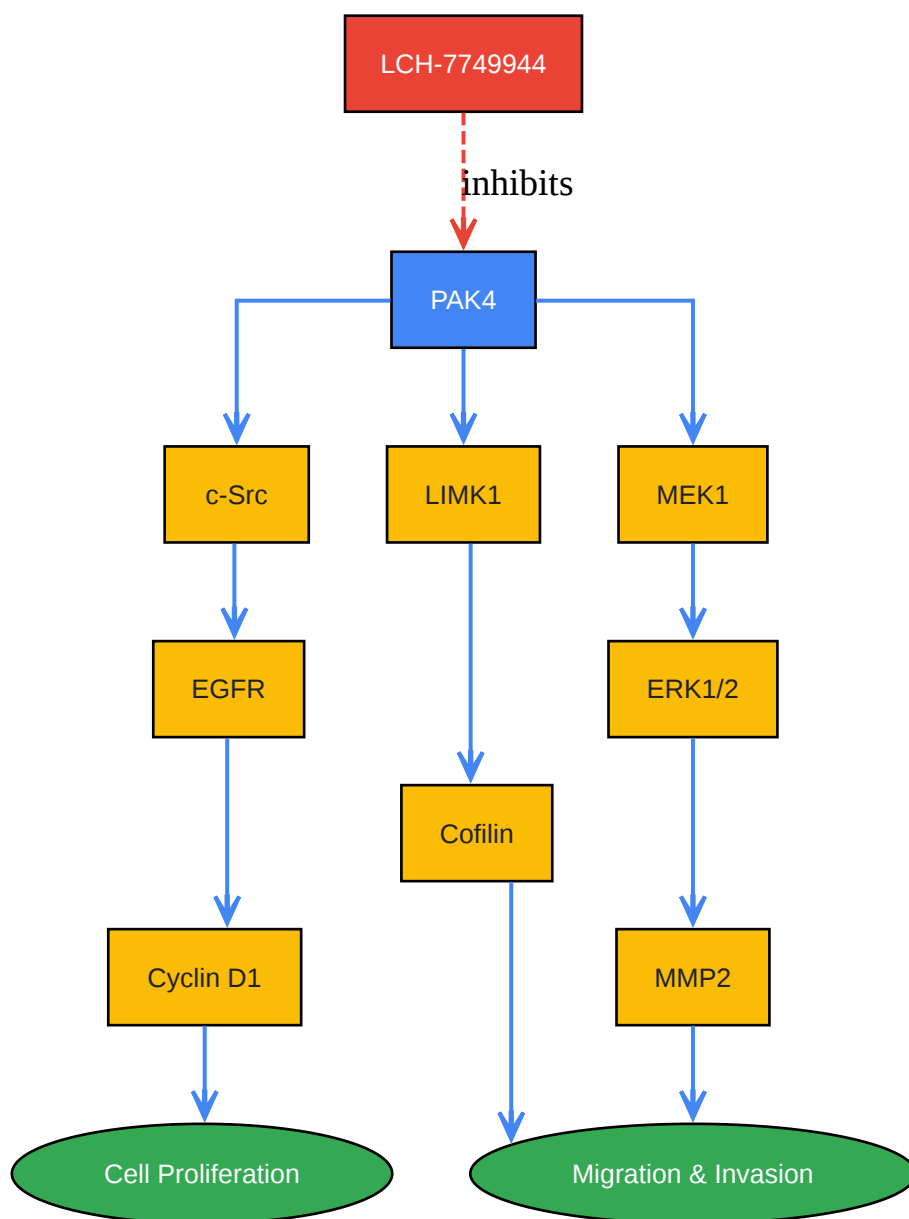 LCH-7749944
inhibits
PAK4
c-Src
LIMK1
MEK1
EGFR
ERK1/2
Cofilin
Cyclin D1
MMP2
Cell Proliferation
Migration & Invasion